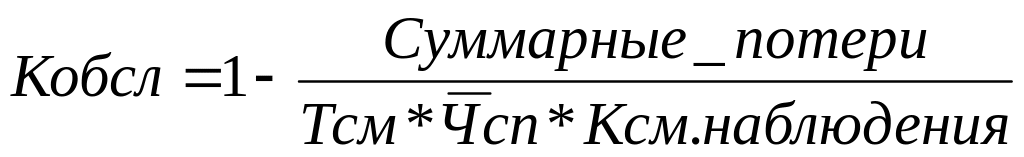 Суммарные_потери
Кобсл =1-
Тсм*Чсп*Ксм.наблюдения